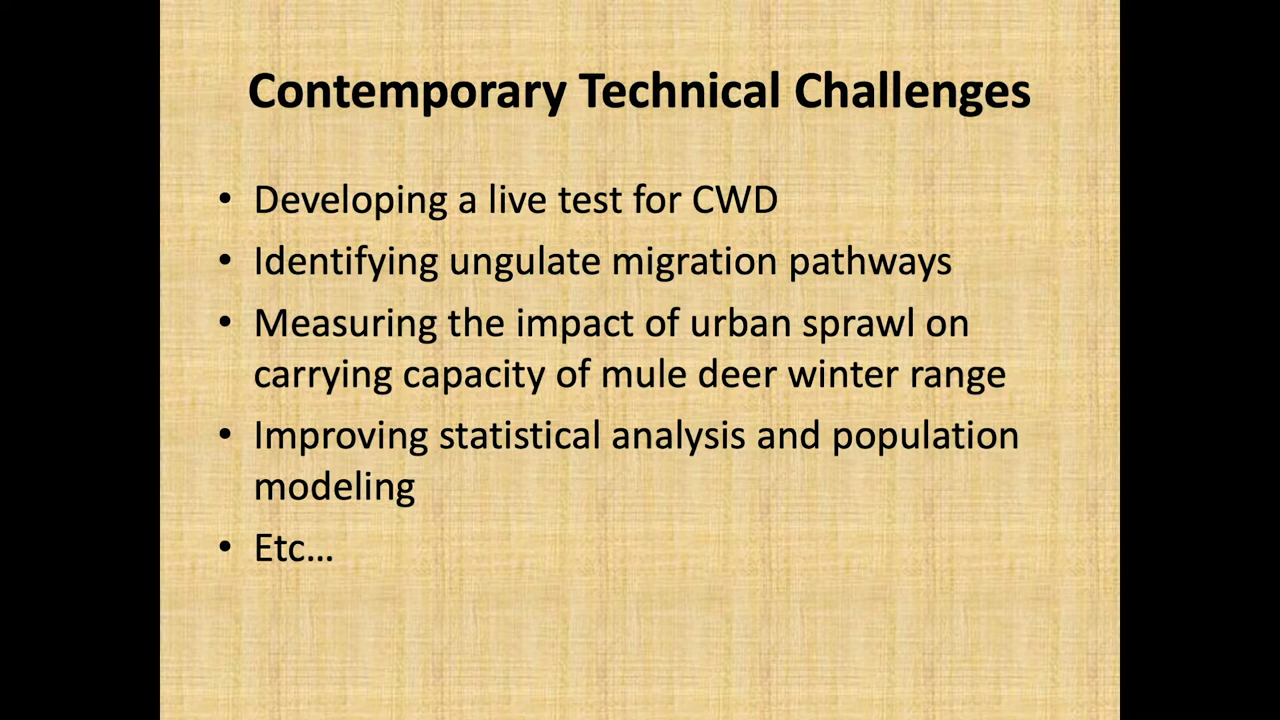 Contemporary Technical Challenges
• Developing a live test for CWD
• Identifying ungulate migration pathways
• Measuring the impact of urban sprawl on
carrying capacity of mule deer winter range
• Improving statistical analysis and population
modeling
• Etc…